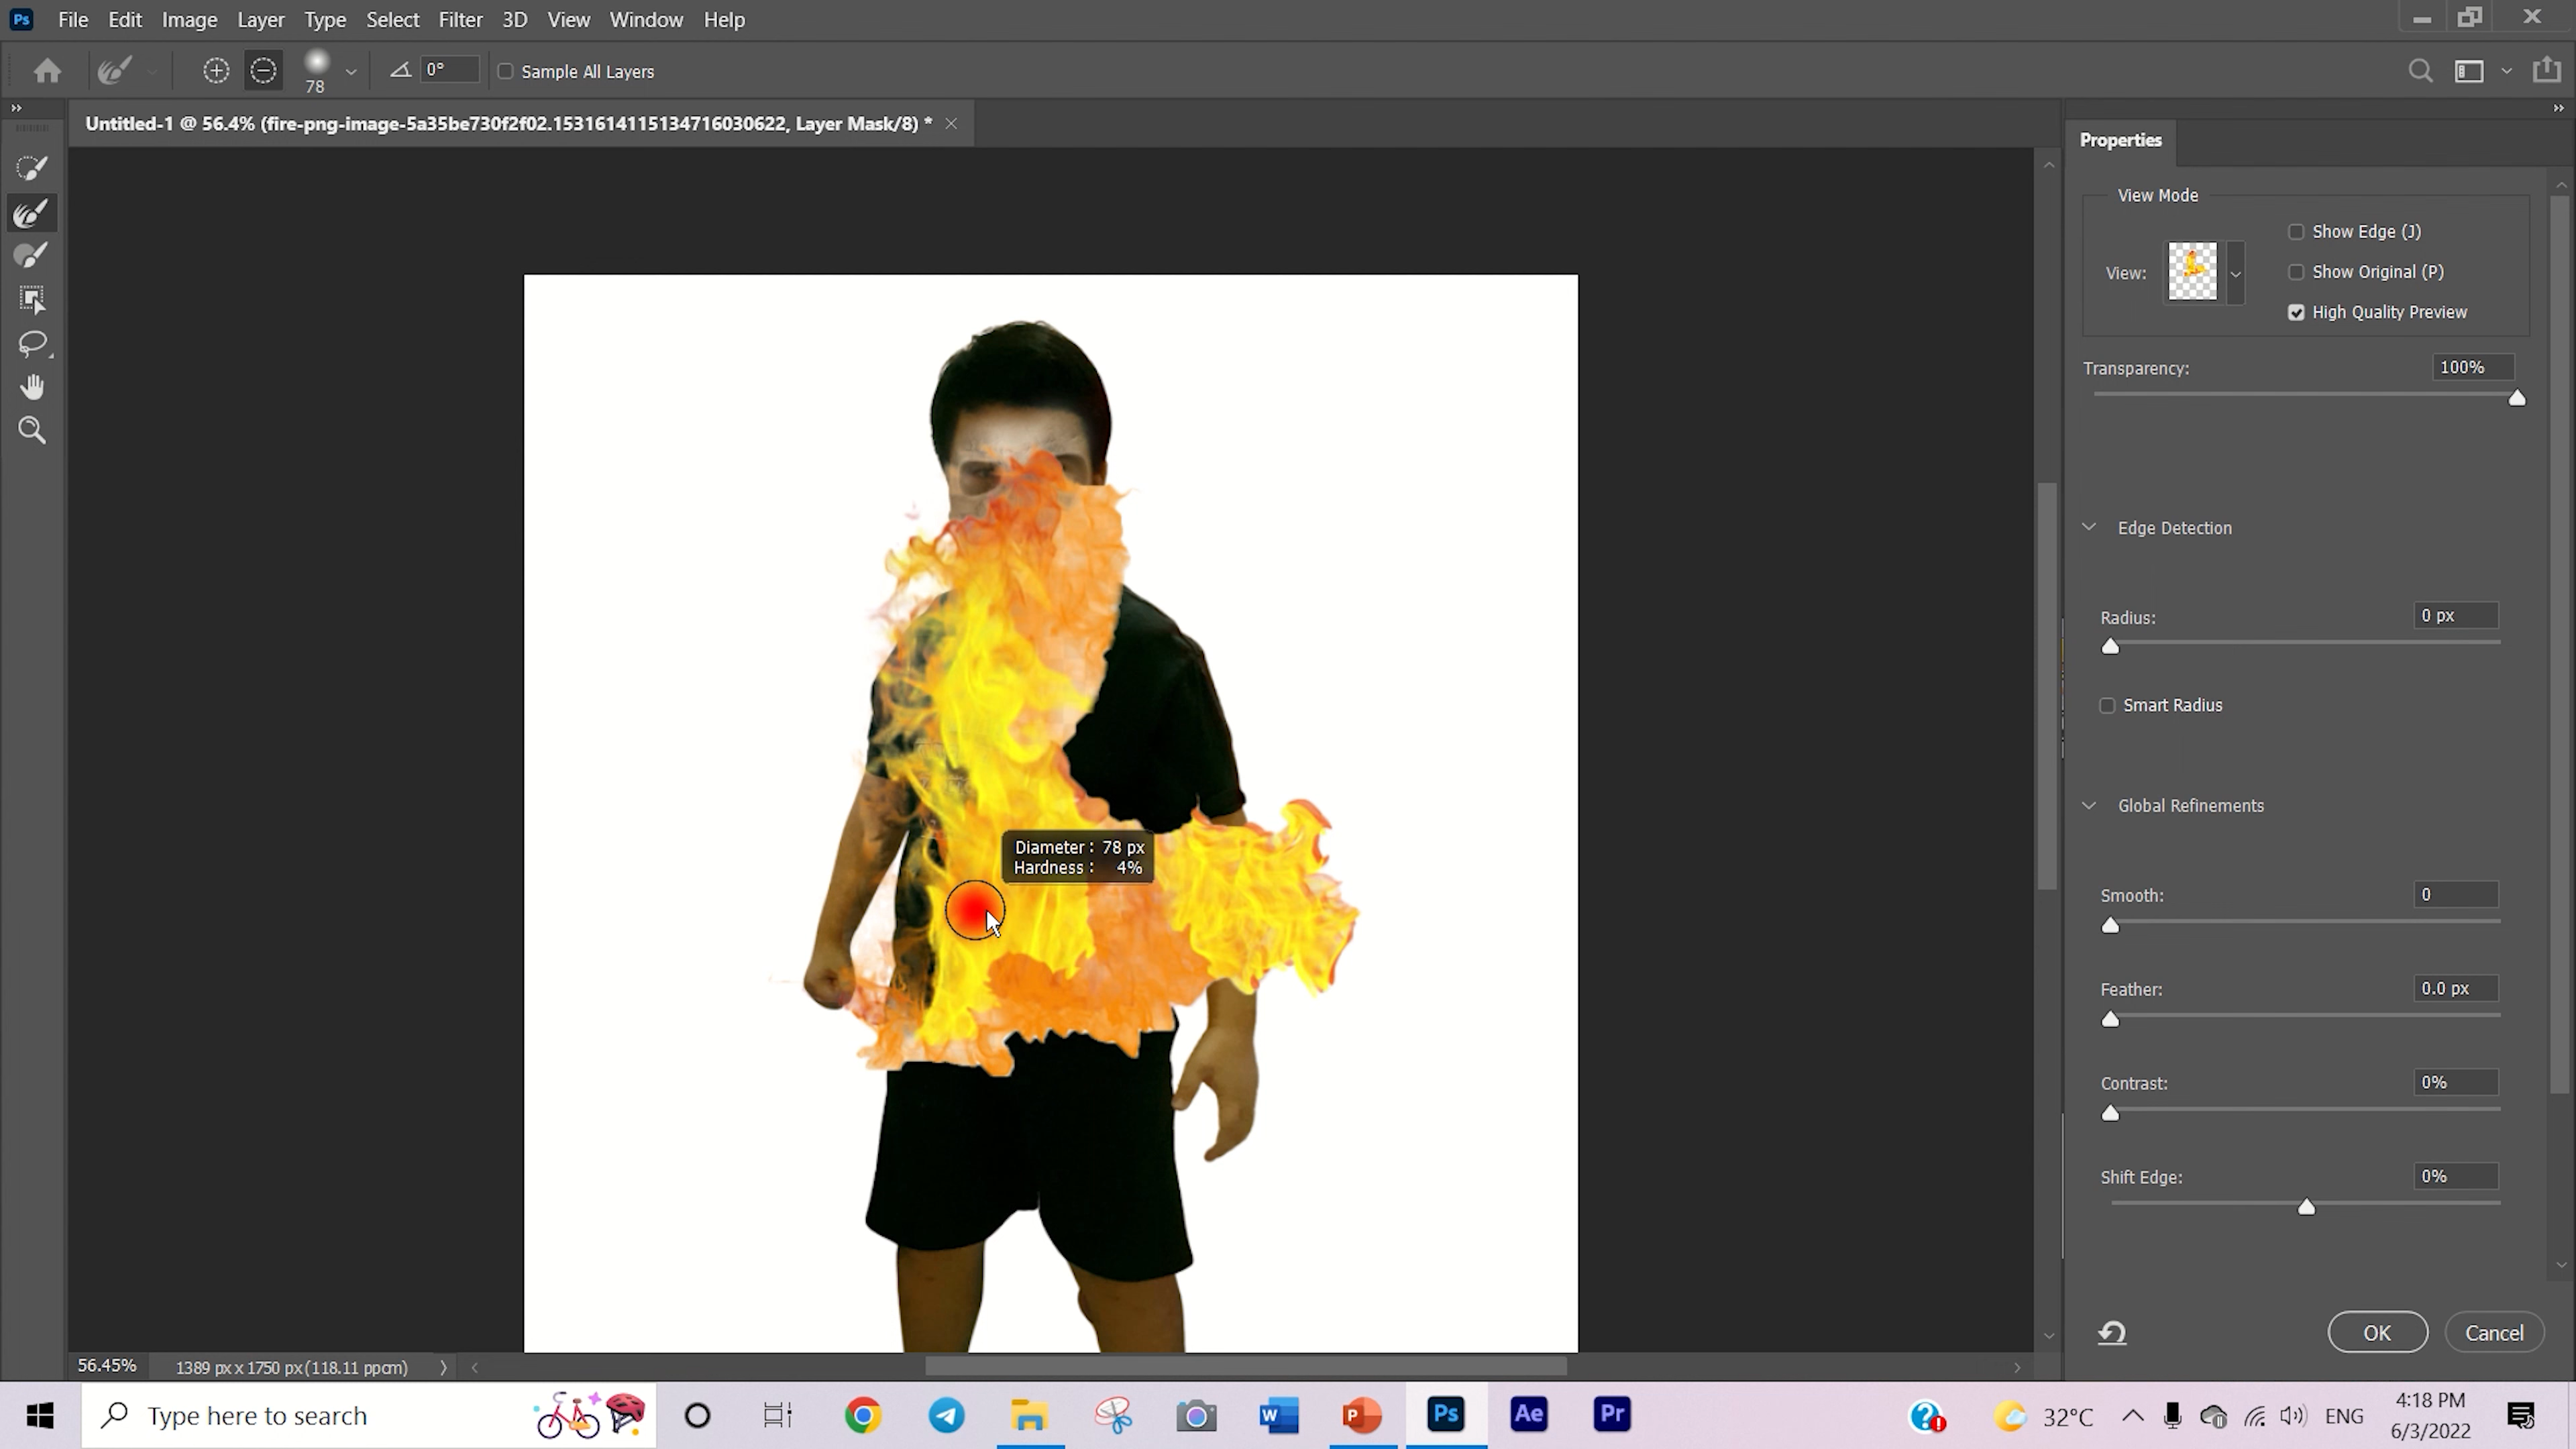 Ps File Edit Image Layer Select Type Filter 3D View Window Help
78 0° Sample All Layers
Untitled-1 @ 56.4% (fire-png-image-5a35be730f2f02.1531614115134716030622, Layer Mask/8) *
Properties
View Mode
Show Edge (J)
View:
Show Original (P)
High Quality Preview
Transparency: 100%
Edge Detection
Radius: 0 px
Smart Radius
Global Refinements
Diameter : 78 px
Hardness : 4%
Smooth: 0
Feather: 0.0 px
Contrast: 0%
Shift Edge: 0%
OK Cancel
56.45% 1389 px x 1750 px (118.11 ppcm)
Type here to search
W P Ps Ae Pr
32°C ENG
4:18 PM
6/3/2022